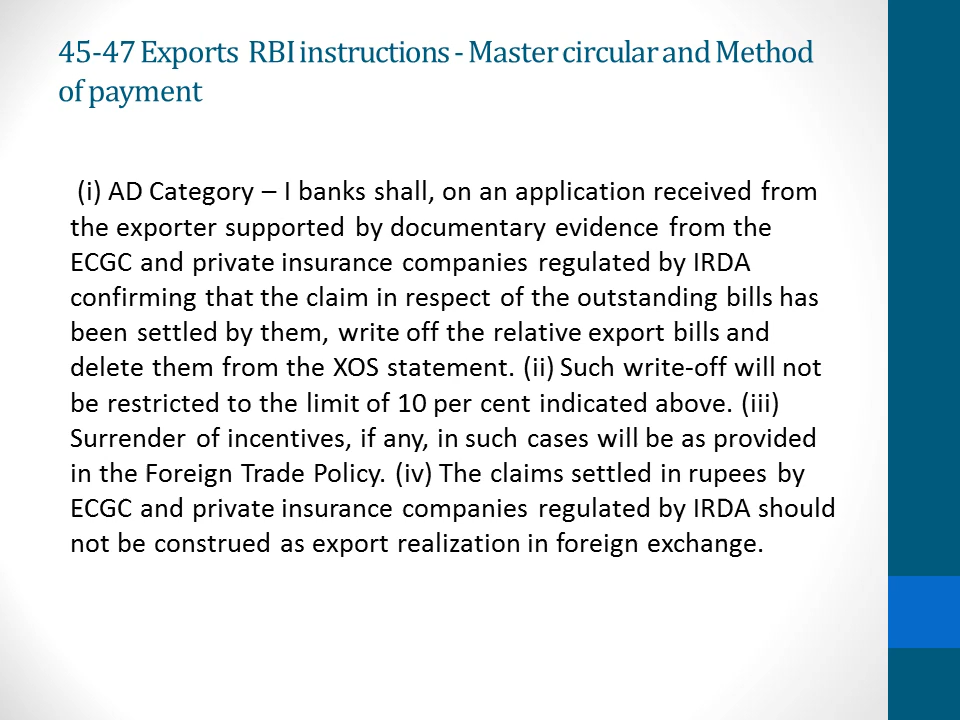 45-47 Exports RBI instructions - Master circular and Method
of payment
(i) AD Category – I banks shall, on an application received from
the exporter supported by documentary evidence from the
ECGC and private insurance companies regulated by IRDA
confirming that the claim in respect of the outstanding bills has
been settled by them, write off the relative export bills and
delete them from the XOS statement. (ii) Such write-off will not
be restricted to the limit of 10 per cent indicated above. (iii)
Surrender of incentives, if any, in such cases will be as provided
in the Foreign Trade Policy. (iv) The claims settled in rupees by
ECGC and private insurance companies regulated by IRDA should
not be construed as export realization in foreign exchange.